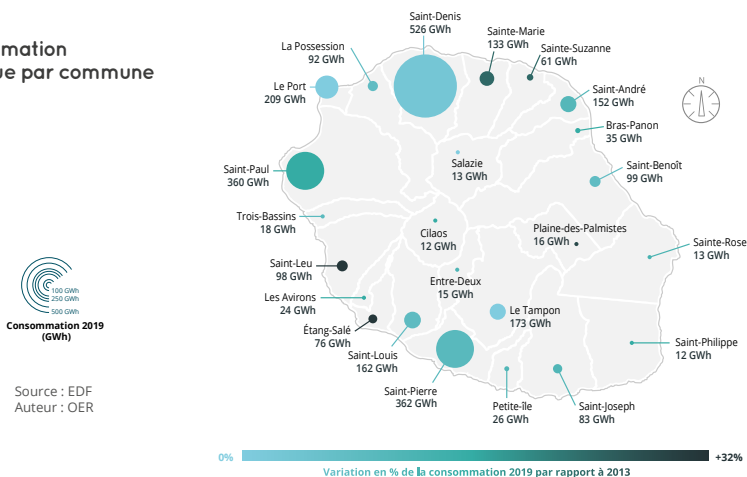 mation
ue par commune
Saint-Denis
526 GWh
Sainte-Marie
133 GWh
Sainte-Suzanne
61 GWh
La Possession
92 GWh
Le Port
209 GWh
Saint-André
152 GWh
N
Bras-Panon
35 GWh
Saint-Paul
360 GWh
Salazie
13 GWh
Saint-Benoît
99 GWh
Trois-Bassins
18 GWh
Cilaos
12 GWh
Plaine-des-Palmistes
16 GWh
Sainte-Rose
13 GWh
Saint-Leu
98 GWh
Entre-Deux
15 GWh
Les Avirons
24 GWh
Le Tampon
173 GWh
Étang-Salé
76 GWh
Saint-Louis
162 GWh
Saint-Philippe
12 GWh
Saint-Pierre
362 GWh
Petite-île
26 GWh
Saint-Joseph
83 GWh
100 GWh
250 GWh
500 GWh
Consommation 2019
(GWh)
Source : EDF
Auteur : OER
0%
+32%
Variation en % de la consommation 2019 par rapport à 2013